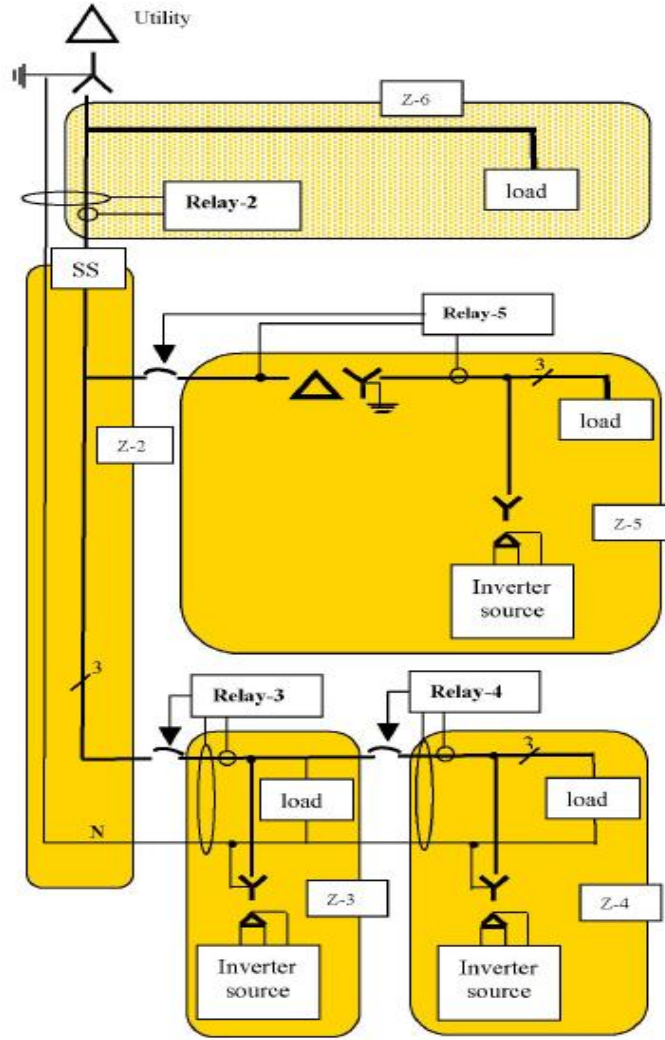 Utility
Z-6
load
Relay-2
SS
Relay-5
3
load
Z-2
Z-5
Inverter
source
3
Relay-3
Relay-4
3
load
load
N
Z-3
Z-4
Inverter
source
Inverter
source